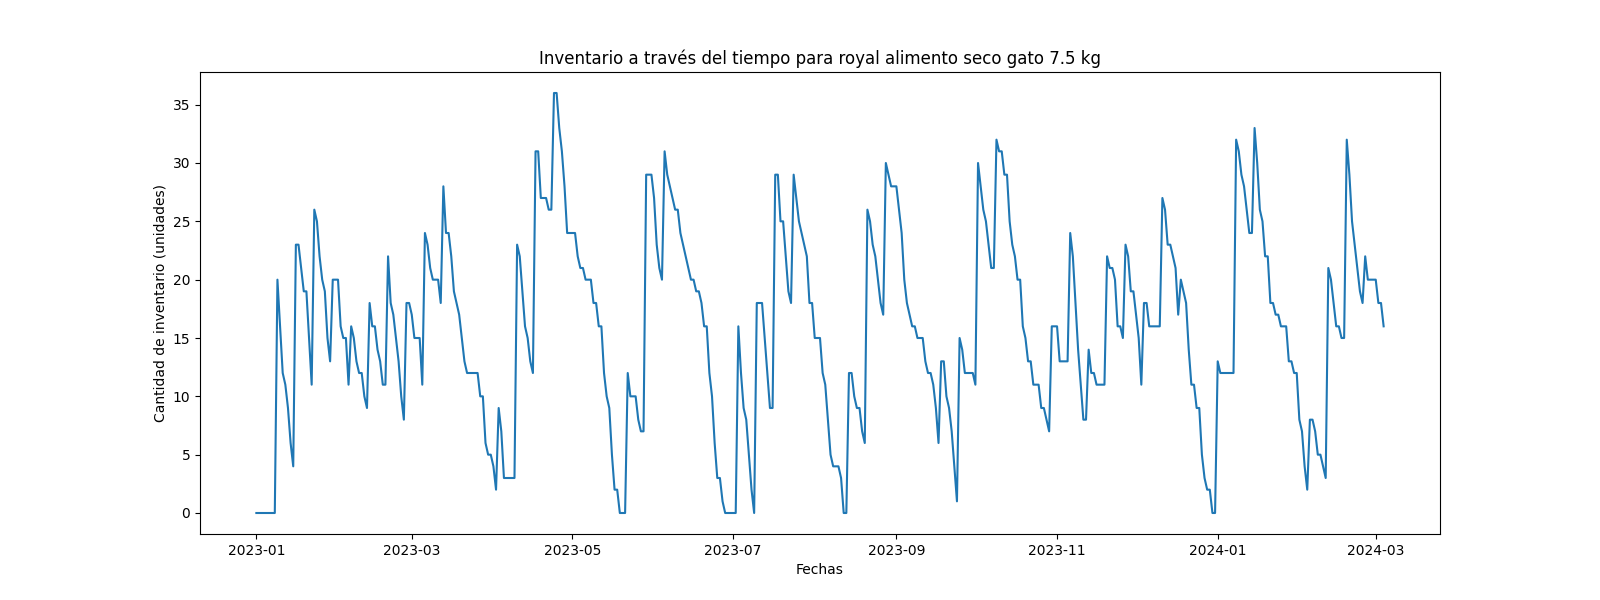 Inventario a través del tiempo para royal alimento seco gato 7.5 kg
Cantidad de inventario (unidades)
35
30
25
20
15
10
5
0
2023-01 2023-03 2023-05 2023-07 2023-09 2023-11 2024-01 2024-03
Fechas